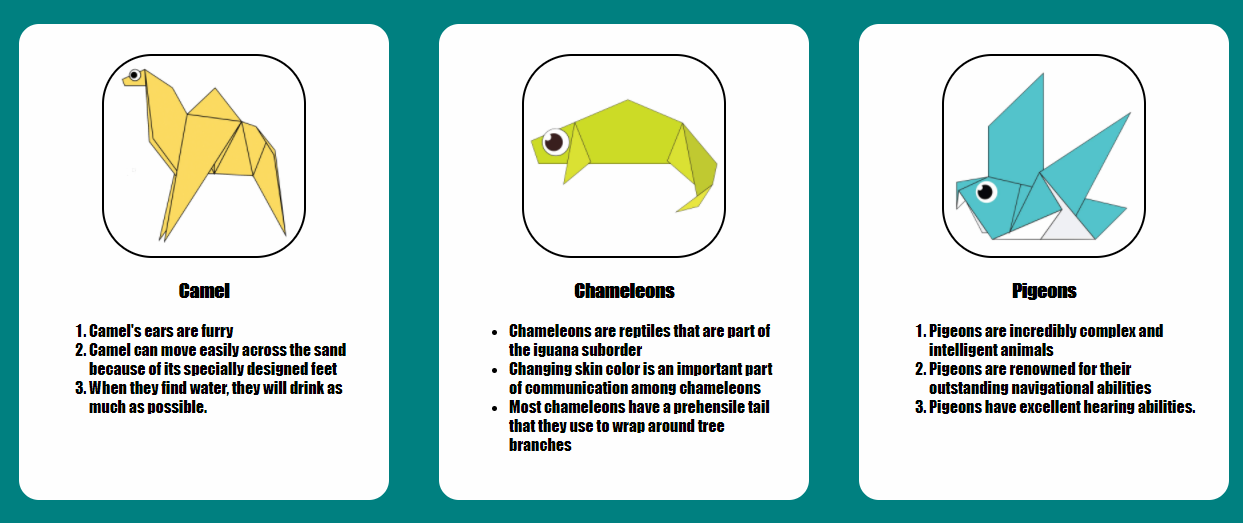 Camel
1. Camel's ears are furry
2. Camel can move easily across the sand
because of its specially designed feet
3. When they find water, they will drink as
much as possible.
Chameleons
• Chameleons are reptiles that are part of
the iguana suborder
• Changing skin color is an important part
of communication among chameleons
• Most chameleons have a prehensile tail
that they use to wrap around tree
branches
Pigeons
1. Pigeons are incredibly complex and
intelligent animals
2. Pigeons are renowned for their
outstanding navigational abilities
3. Pigeons have excellent hearing abilities.